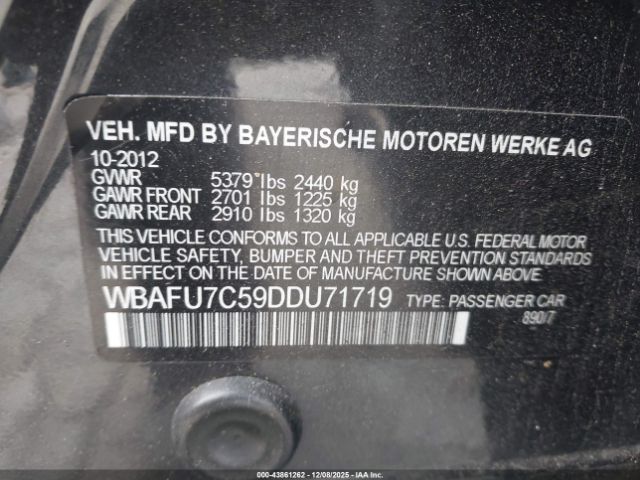 VEH. MFD BY BAYERISCHE MOTOREN WERKE AG
10-2012
GVWR 5379 lbs 2440 kg
GAWR FRONT 2701 lbs 1225 kg
GAWR REAR 2910 lbs 1320 kg
THIS VEHICLE CONFORMS TO ALL APPLICABLE U.S. FEDERAL MOTOR
VEHICLE SAFETY, BUMPER AND THEFT PREVENTION STANDARDS
IN EFFECT ON THE DATE OF MANUFACTURE SHOWN ABOVE.
WBAFU7C59DDU71719 TYPE: PASSENGER CAR
890/7
00-43861262 - 12/08/2025 - IAAI